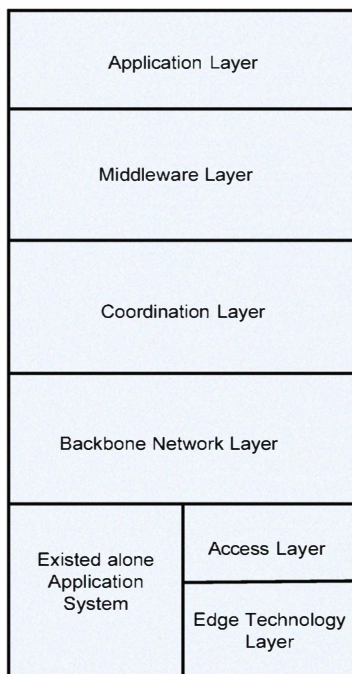 Application Layer
Middleware Layer
Coordination Layer
Backbone Network Layer
Existed alone
Application
System
Access Layer
Edge Technology
Layer